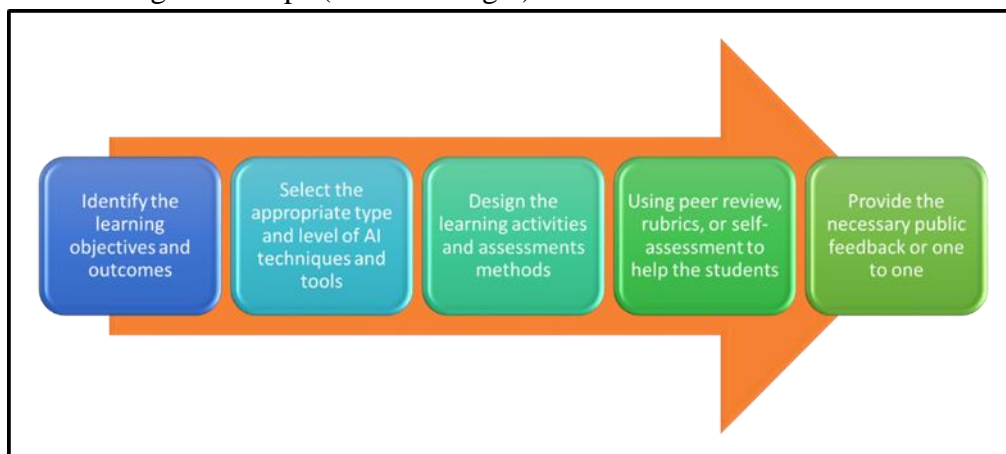 Identify the
learning
objectives and
outcomes
Select the
appropriate type
and level of AI
techniques and
tools
Design the
learning activities
and assessments
methods
Using peer review,
rubrics, or self-
assessment to
help the students
Provide the
necessary public
feedback or one
to one